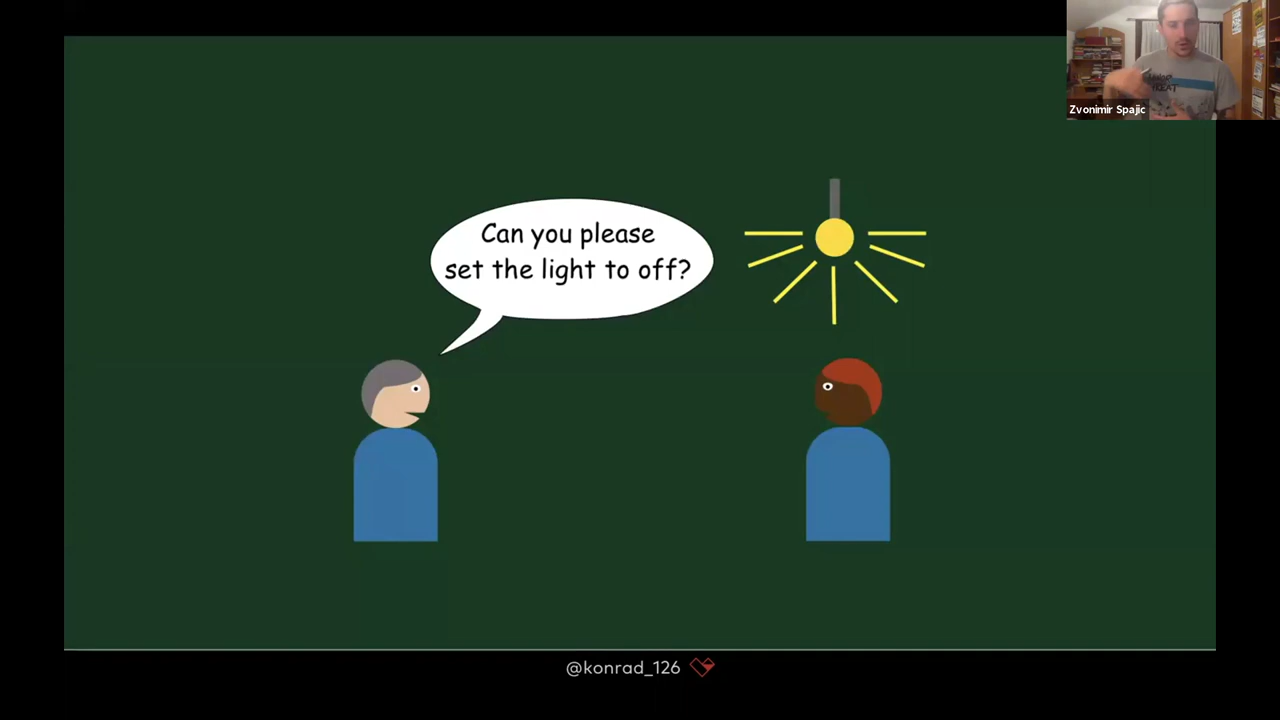 Zvonimir Spajic
Can you please
set the light to off?
@konrad_126